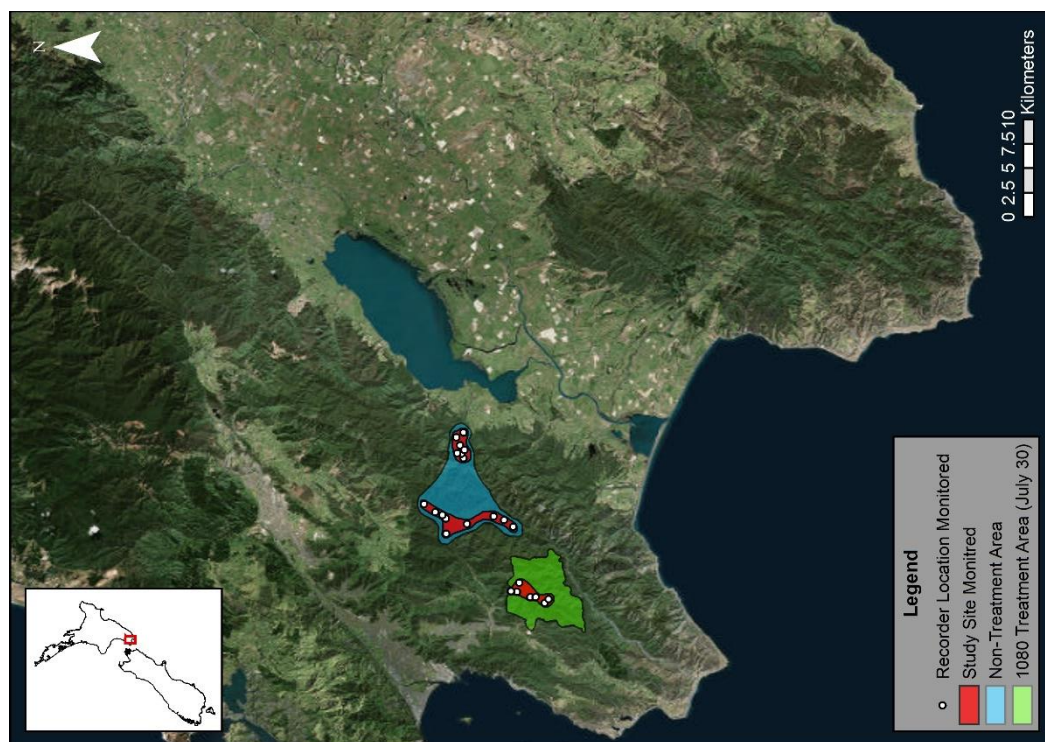 N
0 2.5 5 7.5 10
Kilometers
Legend
Recorder Location Monitored
Study Site Monitred
Non-Treatment Area
1080 Treatment Area (July 30)